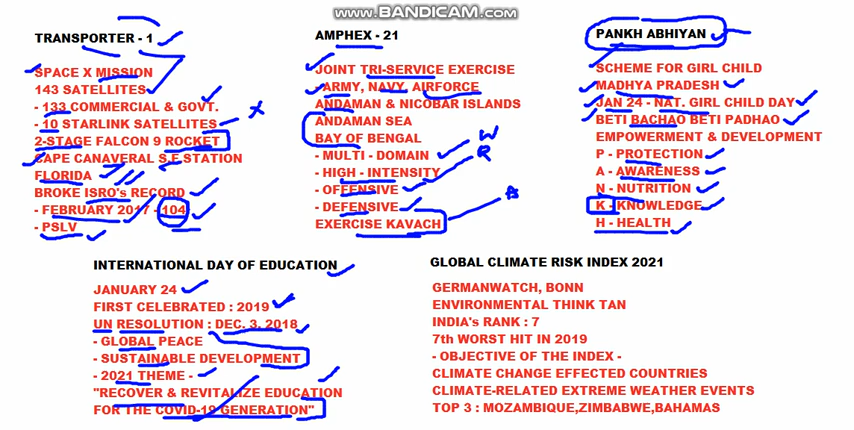 WWW.BANDICAM.COM
TRANSPORTER - 1
SPACE X MISSION
143 SATELLITES
- 133 COMMERCIAL & GOVT.
- 10 STARLINK SATELLITES
2-STAGE FALCON 9 ROCKET
CAPE CANAVERAL S.F.STATION
FLORIDA
BROKE ISRO's RECORD
- FEBRUARY 2017 - 104
- PSLV
AMPHEX - 21
JOINT TRI-SERVICE EXERCISE
- ARMY, NAVY, AIRFORCE
ANDAMAN & NICOBAR ISLANDS
ANDAMAN SEA
BAY OF BENGAL
- MULTI - DOMAIN
- HIGH - INTENSITY
- OFFENSIVE
- DEFENSIVE
EXERCISE KAVACH
W
R
A
PANKH ABHIYAN
SCHEME FOR GIRL CHILD
MADHYA PRADESH
JAN 24 - NAT. GIRL CHILD DAY
BETI BACHAO BETI PADHAO
EMPOWERMENT & DEVELOPMENT
P - PROTECTION
A - AWARENESS
N - NUTRITION
K - KNOWLEDGE
H - HEALTH
INTERNATIONAL DAY OF EDUCATION
JANUARY 24
FIRST CELEBRATED : 2019
UN RESOLUTION : DEC. 3, 2018
- GLOBAL PEACE
- SUSTAINABLE DEVELOPMENT
- 2021 THEME -
"RECOVER & REVITALIZE EDUCATION
FOR THE COVID-19 GENERATION"
GLOBAL CLIMATE RISK INDEX 2021
GERMANWATCH, BONN
ENVIRONMENTAL THINK TAN
INDIA's RANK : 7
7th WORST HIT IN 2019
- OBJECTIVE OF THE INDEX -
CLIMATE CHANGE EFFECTED COUNTRIES
CLIMATE-RELATED EXTREME WEATHER EVENTS
TOP 3 : MOZAMBIQUE,ZIMBABWE,BAHAMAS